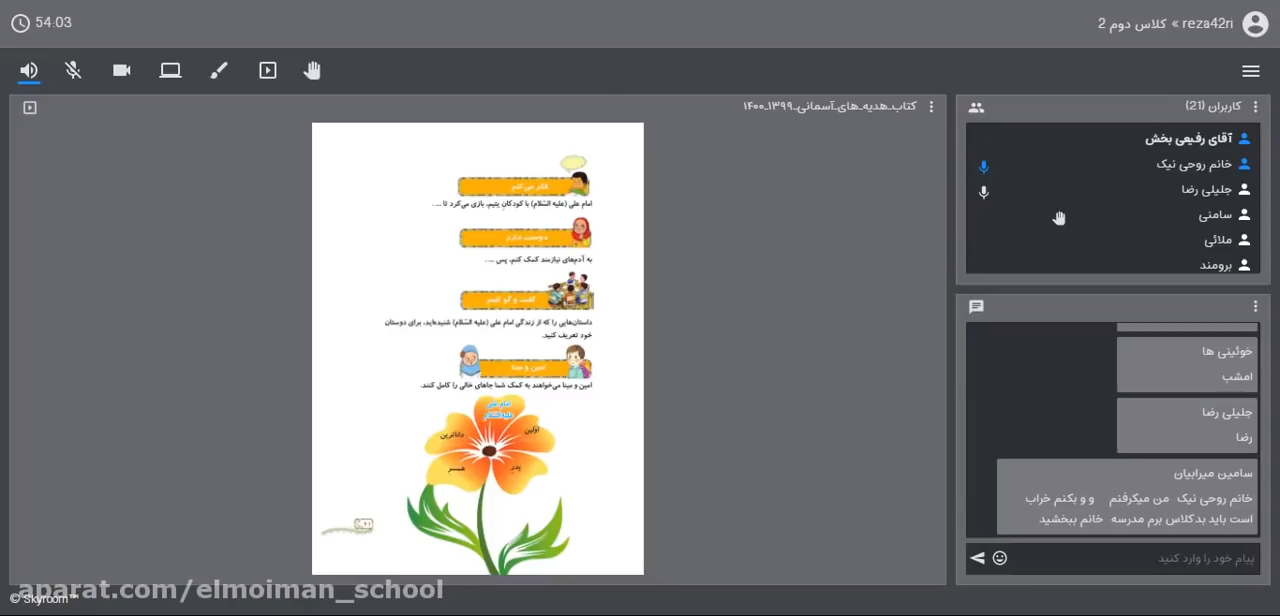 54:03
reza42ri » کلاس دوم 2
کتاب_هدیه_های_آسمانی_۱۳۹۹_۱۴۰۰
فکر می کنم
امام علی (علیه السّلام) با کودکان یتیم، بازی می‌کرد تا ....
دوست دارم
به آدم‌های نیازمند کمک کنم، پس ....
گفت و گو کنیم
داستان‌هایی را که از زندگی امام علی (علیه السّلام) شنیده‌اید، برای دوستان
خود تعریف کنید.
امین و مینا
امین و مینا می‌خواهند به کمک شما جاهای خالی را کامل کنند.
امام علی
علیه السّلام
اوّلین
داناترین
پدر
همسر
کاربران (21)
آقای رفیعی بخش
خانم روحی نیک
جلیلی رضا
سامنی
ملائی
برومند
خوئینی ها
امشب
جلیلی رضا
رضا
سامین میرابیان
خانم روحی نیک من میکرفنم و و بکنم خراب
است باید بدکلاس برم مدرسه خانم ببخشید
پیام خود را وارد کنید
aparat.com/elmoiman_school
© Skyroom™